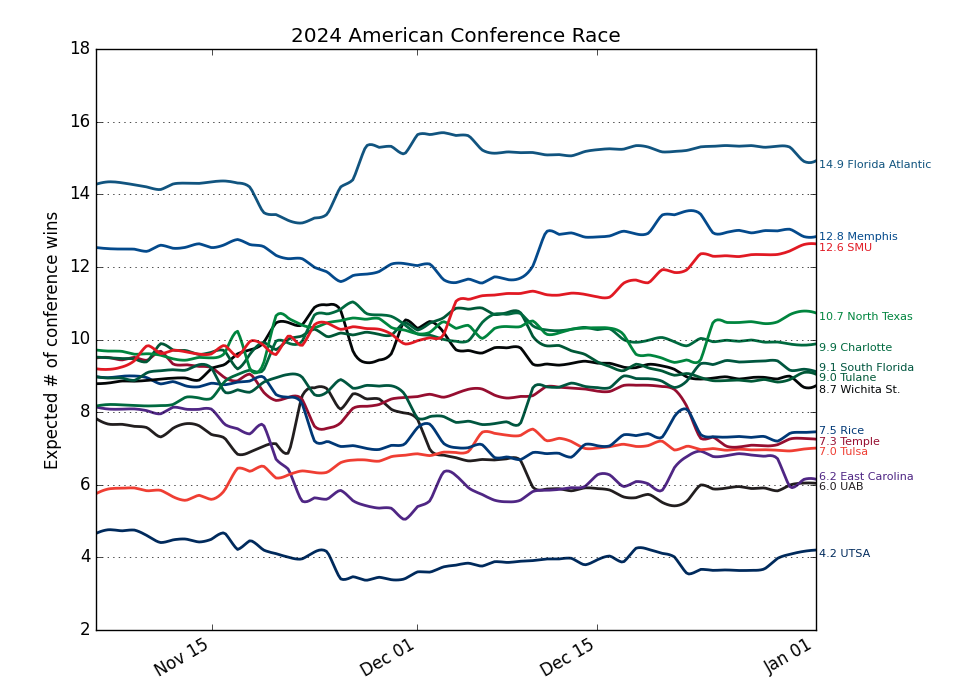 2024 American Conference Race
Expected # of conference wins
18
16
14
12
10
8
6
4
2
Nov 15
Dec 01
Dec 15
Jan 01
14.9 Florida Atlantic
12.8 Memphis
12.6 SMU
10.7 North Texas
9.9 Charlotte
9.1 South Florida
9.0 Tulane
8.7 Wichita St.
7.5 Rice
7.3 Temple
7.0 Tulsa
6.2 East Carolina
6.0 UAB
4.2 UTSA